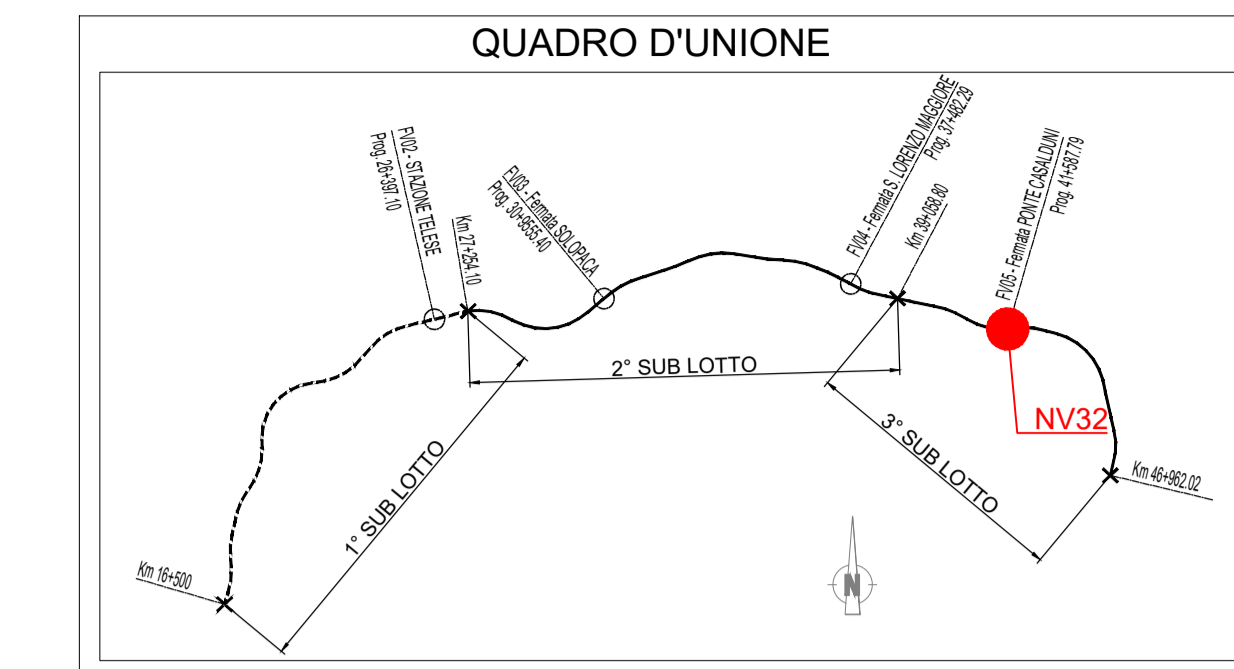 QUADRO D'UNIONE
FV02 - STAZIONE TELESE
Prog. 26+397.10
Km 27+254.10
FV03 - Fermata SOLOPACA
Prog. 30+9555.40
FV04 - Fermata S. LORENZO MAGGIORE
Prog. 37+482.29
Km 39+058.80
FV05 - Fermata PONTE CASALDUNI
Prog. 41+587.79
2° SUB LOTTO
NV32
1° SUB LOTTO
3° SUB LOTTO
Km 46+962.02
Km 16+500
N